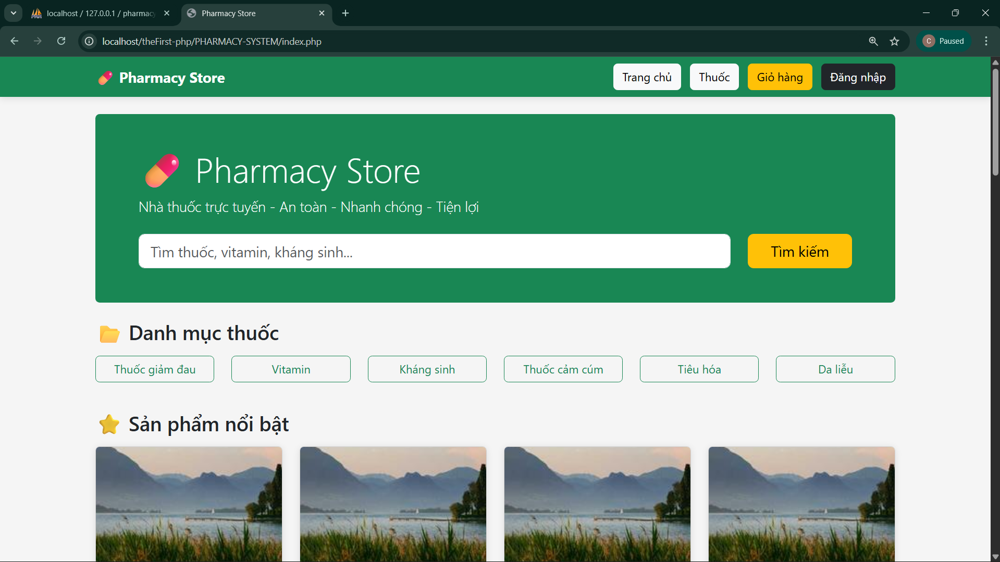 localhost / 127.0.0.1 / pharmacy
Pharmacy Store
localhost/theFirst-php/PHARMACY-SYSTEM/index.php
C Paused
Pharmacy Store
Trang chủ
Thuốc
Giỏ hàng
Đăng nhập
Pharmacy Store
Nhà thuốc trực tuyến - An toàn - Nhanh chóng - Tiện lợi
Tìm thuốc, vitamin, kháng sinh...
Tìm kiếm
Danh mục thuốc
Thuốc giảm đau
Vitamin
Kháng sinh
Thuốc cảm cúm
Tiêu hóa
Da liễu
Sản phẩm nổi bật